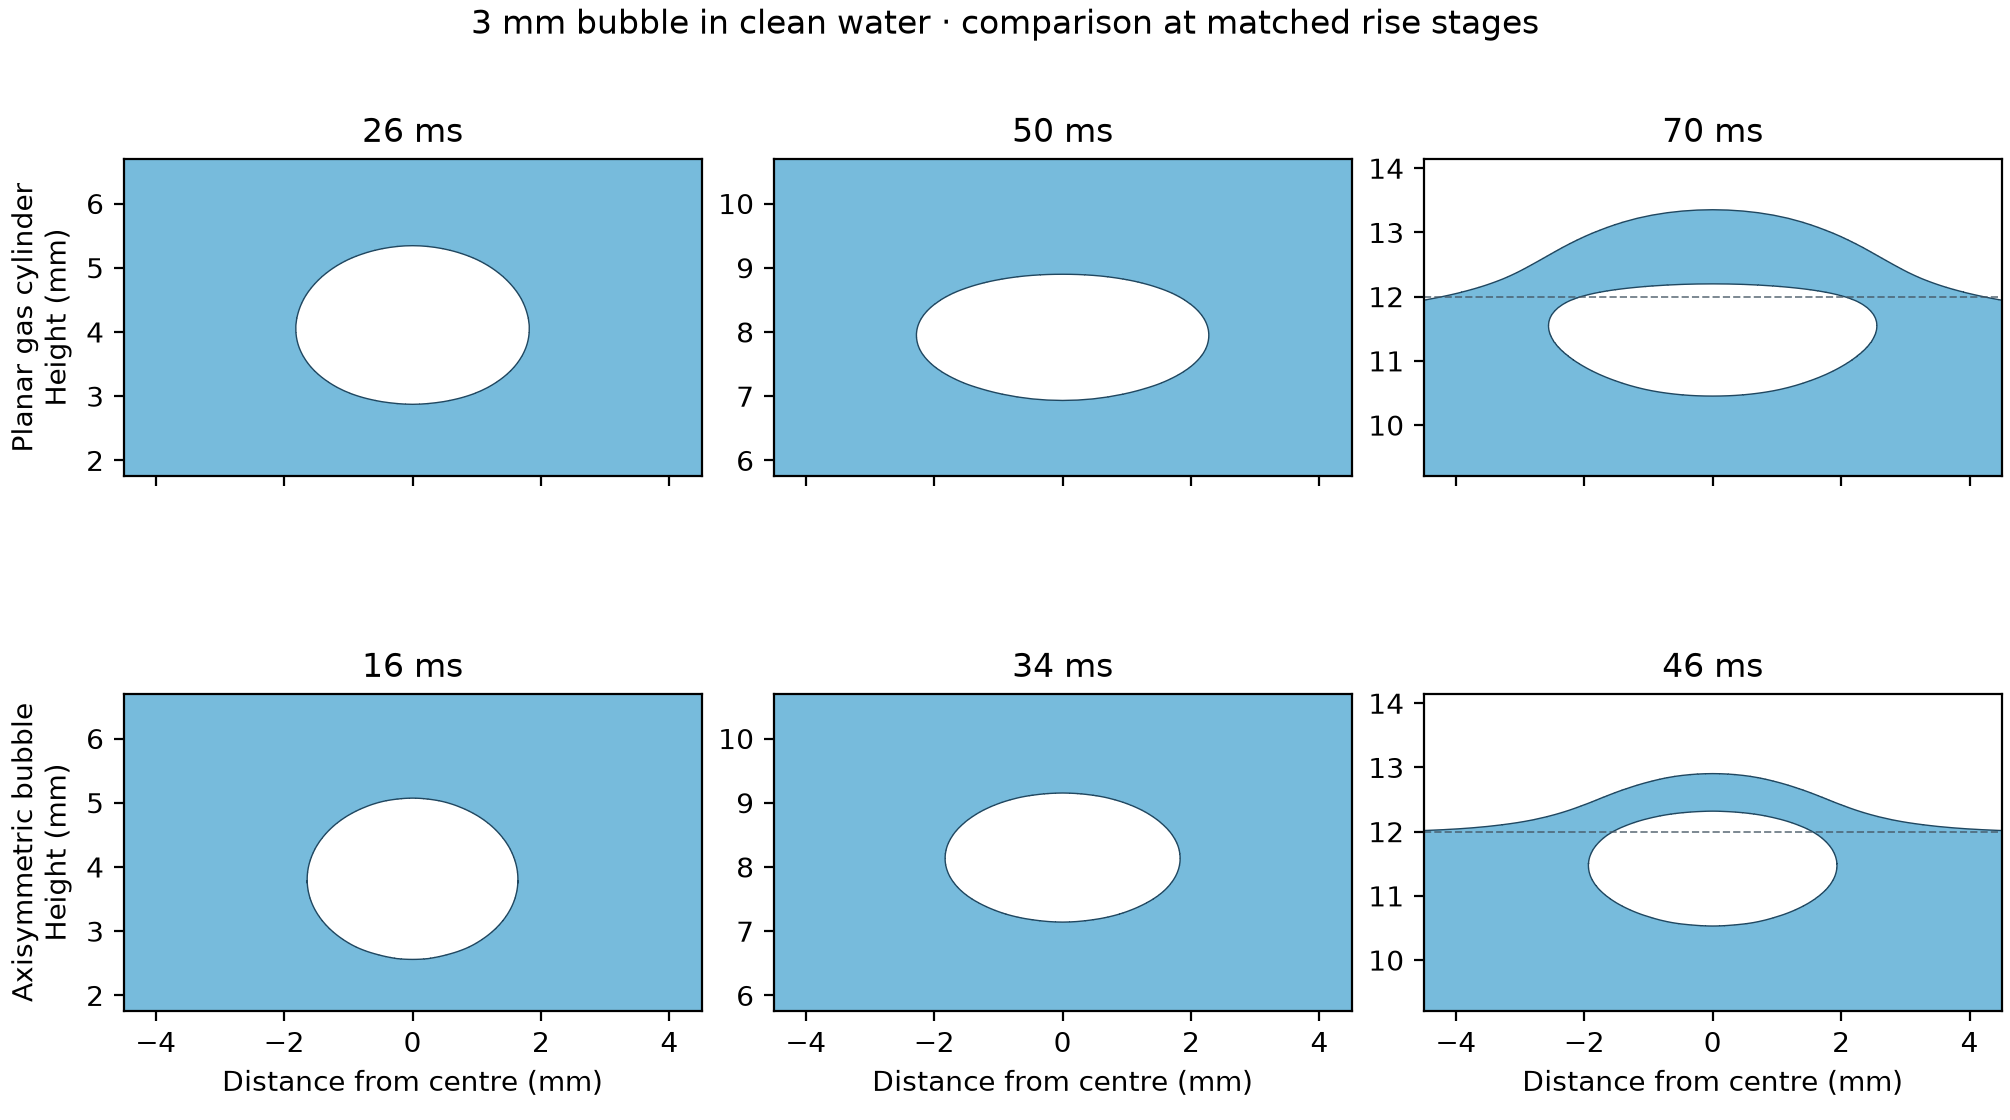 3 mm bubble in clean water · comparison at matched rise stages
26 ms
50 ms
70 ms
Planar gas cylinder
Height (mm)
6
5
4
3
2
10
9
8
7
6
14
13
12
11
10
16 ms
34 ms
46 ms
Axisymmetric bubble
Height (mm)
6
5
4
3
2
10
9
8
7
6
14
13
12
11
10
−4 −2 0 2 4
−4 −2 0 2 4
−4 −2 0 2 4
Distance from centre (mm)
Distance from centre (mm)
Distance from centre (mm)